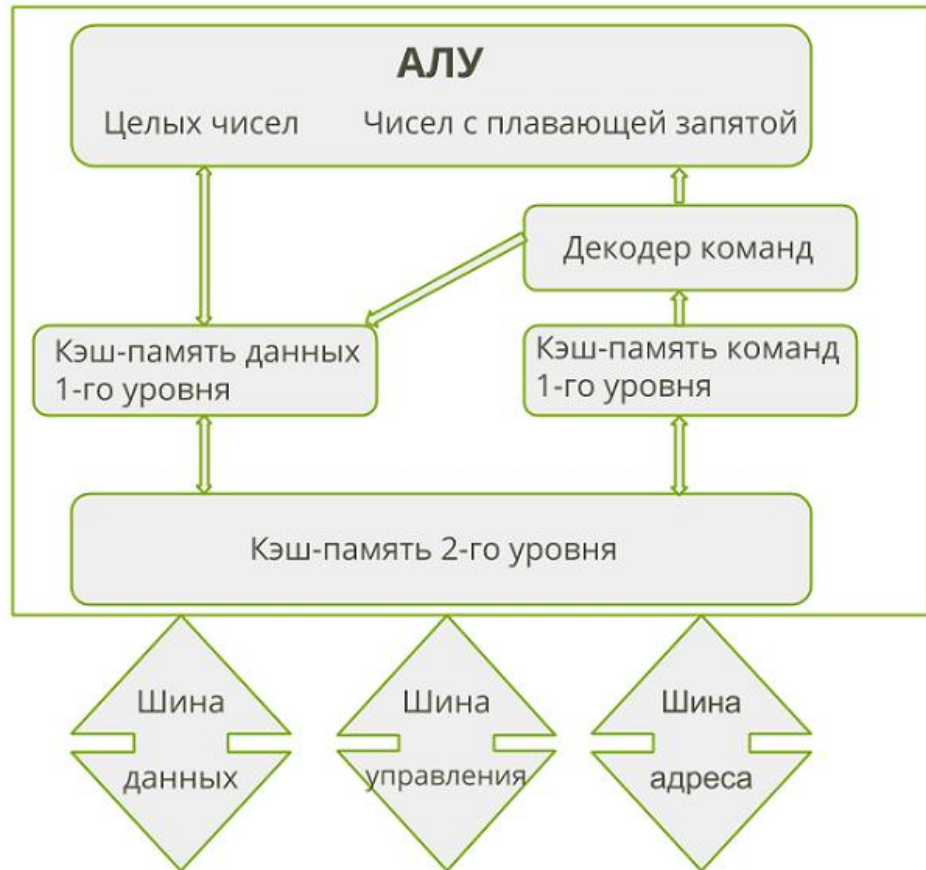 АЛУ
Целых чисел Чисел с плавающей запятой
Декодер команд
Кэш-память данных
1-го уровня
Кэш-память команд
1-го уровня
Кэш-память 2-го уровня
Шина
данных
Шина
управления
Шина
адреса